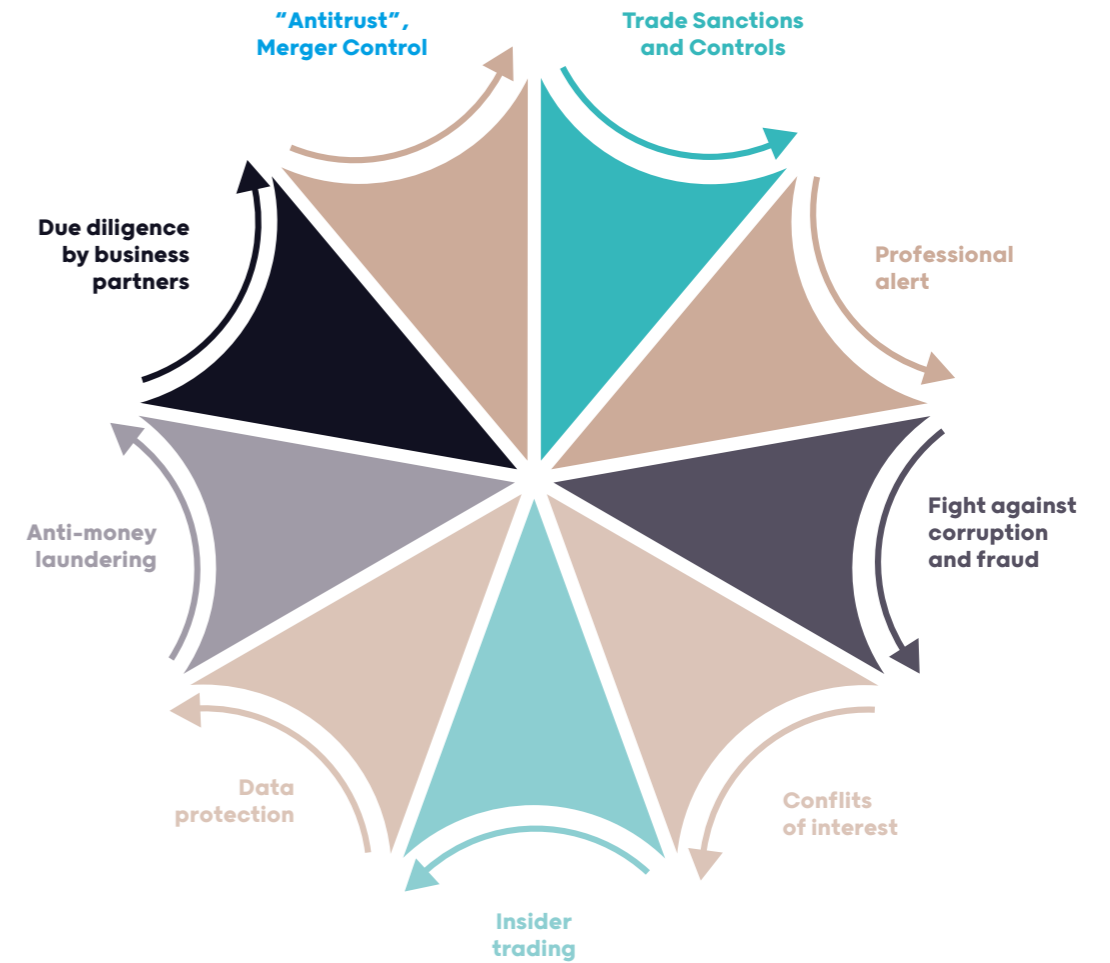 “Antitrust”,
Merger Control
Trade Sanctions
and Controls
Due diligence
by business
partners
Professional
alert
Fight against
corruption
and fraud
Anti-money
laundering
Data
protection
Conflits
of interest
Insider
trading